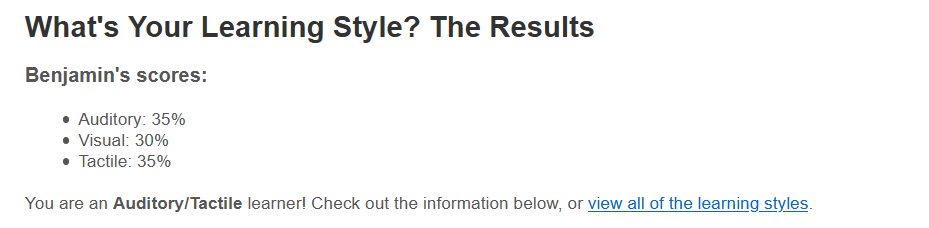 What's Your Learning Style? The Results
Benjamin's scores:
Auditory: 35%
Visual: 30%
Tactile: 35%
You are an Auditory/Tactile learner! Check out the information below, or view all of the learning styles.